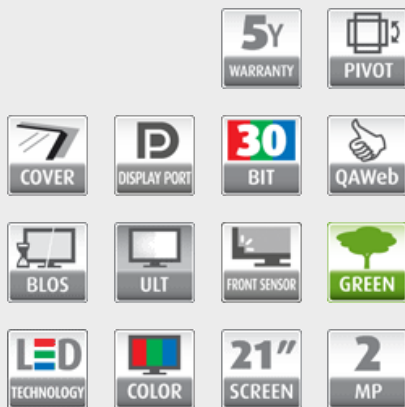 5Y
WARRANTY
PIVOT
COVER
D
DISPLAY PORT
30
BIT
QAWeb
BLOS
ULT
FRONT SENSOR
GREEN
LED
TECHNOLOGY
COLOR
21"
SCREEN
2
MP